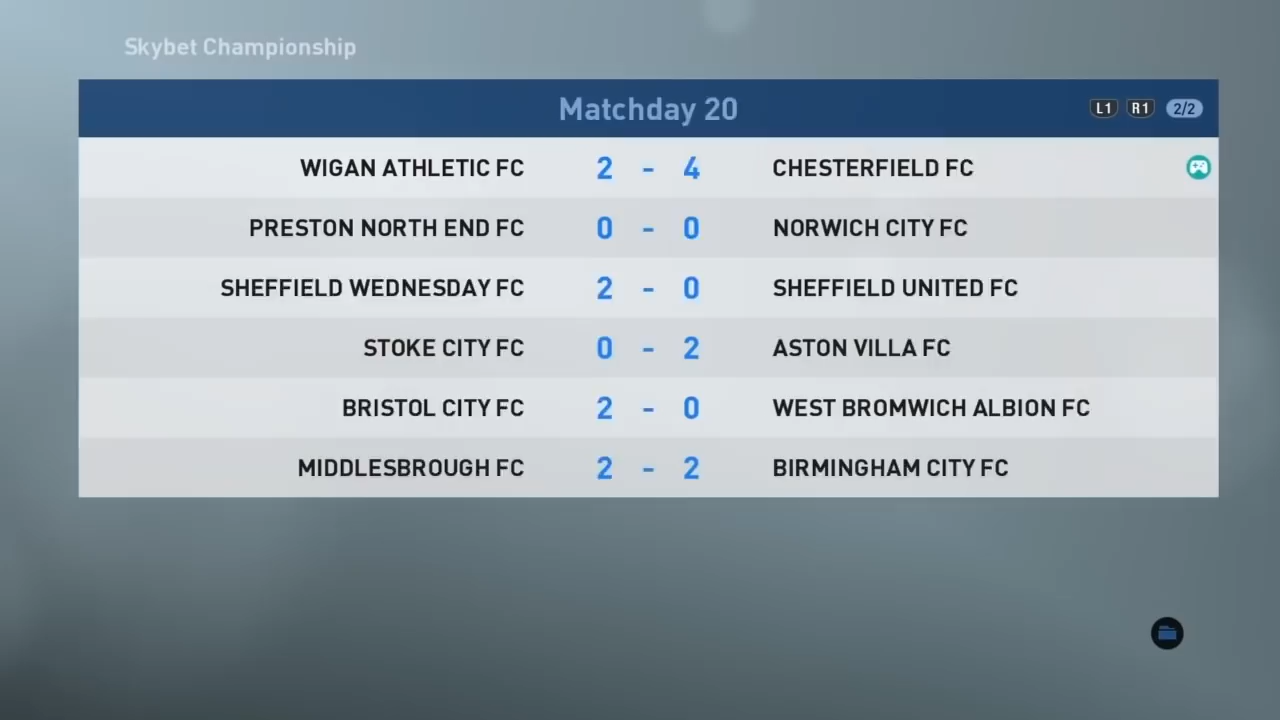 Skybet Championship
Matchday 20 L1 R1 2/2
WIGAN ATHLETIC FC 2 - 4 CHESTERFIELD FC
PRESTON NORTH END FC 0 - 0 NORWICH CITY FC
SHEFFIELD WEDNESDAY FC 2 - 0 SHEFFIELD UNITED FC
STOKE CITY FC 0 - 2 ASTON VILLA FC
BRISTOL CITY FC 2 - 0 WEST BROMWICH ALBION FC
MIDDLESBROUGH FC 2 - 2 BIRMINGHAM CITY FC